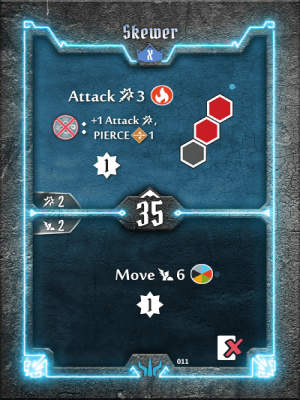 Skewer
X
Attack 3
+1 Attack,
PIERCE 1
1
2
35
2
Move 6
1
011